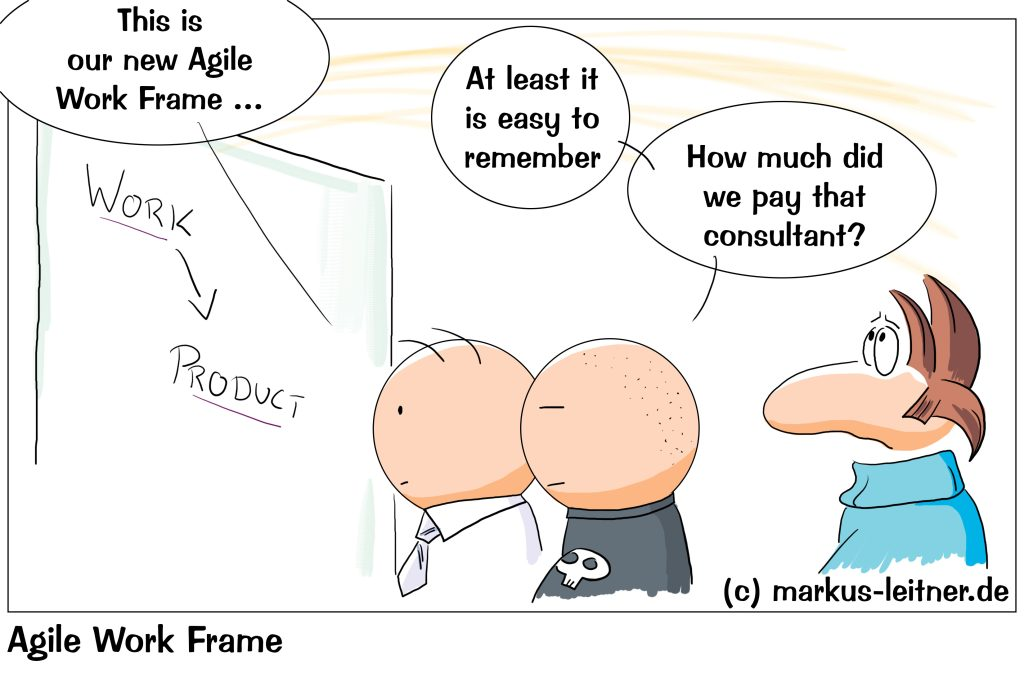 This is
our new Agile
Work Frame ...
At least it
is easy to
remember
How much did
we pay that
consultant?
WORK
PRODUCT
(c) markus-leitner.de
Agile Work Frame